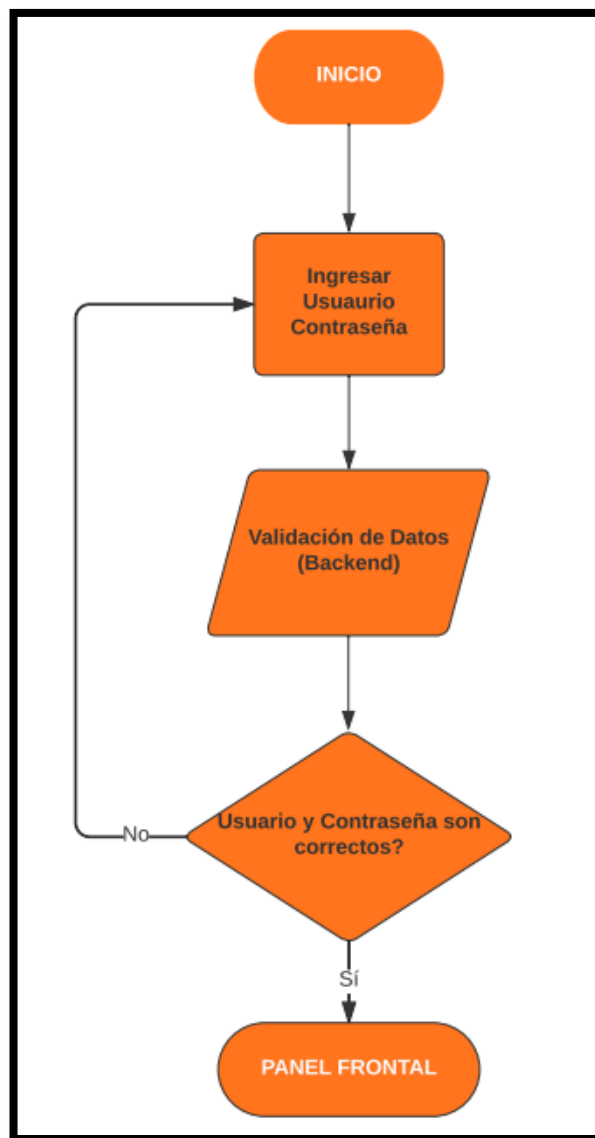 INICIO
Ingresar
Usuaurio
Contraseña
Validación de Datos
(Backend)
Usuario y Contraseña son
correctos?
No
Sí
PANEL FRONTAL